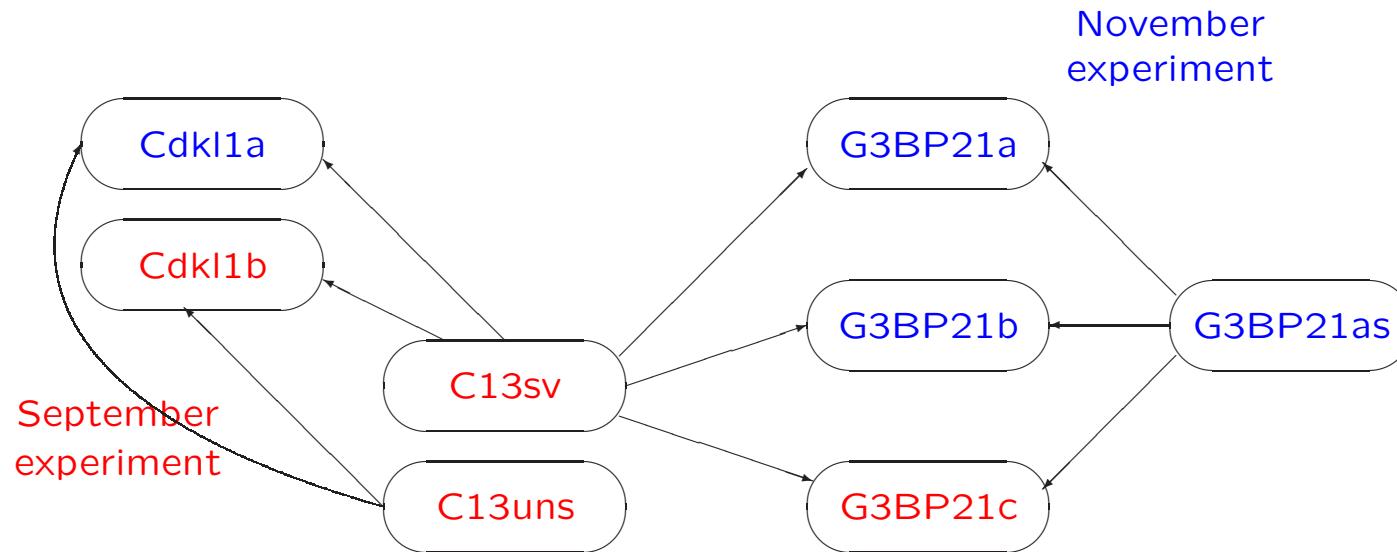 November
experiment
Cdkl1a
G3BP21a
Cdkl1b
G3BP21b
G3BP21as
C13sv
September
experiment
C13uns
G3BP21c